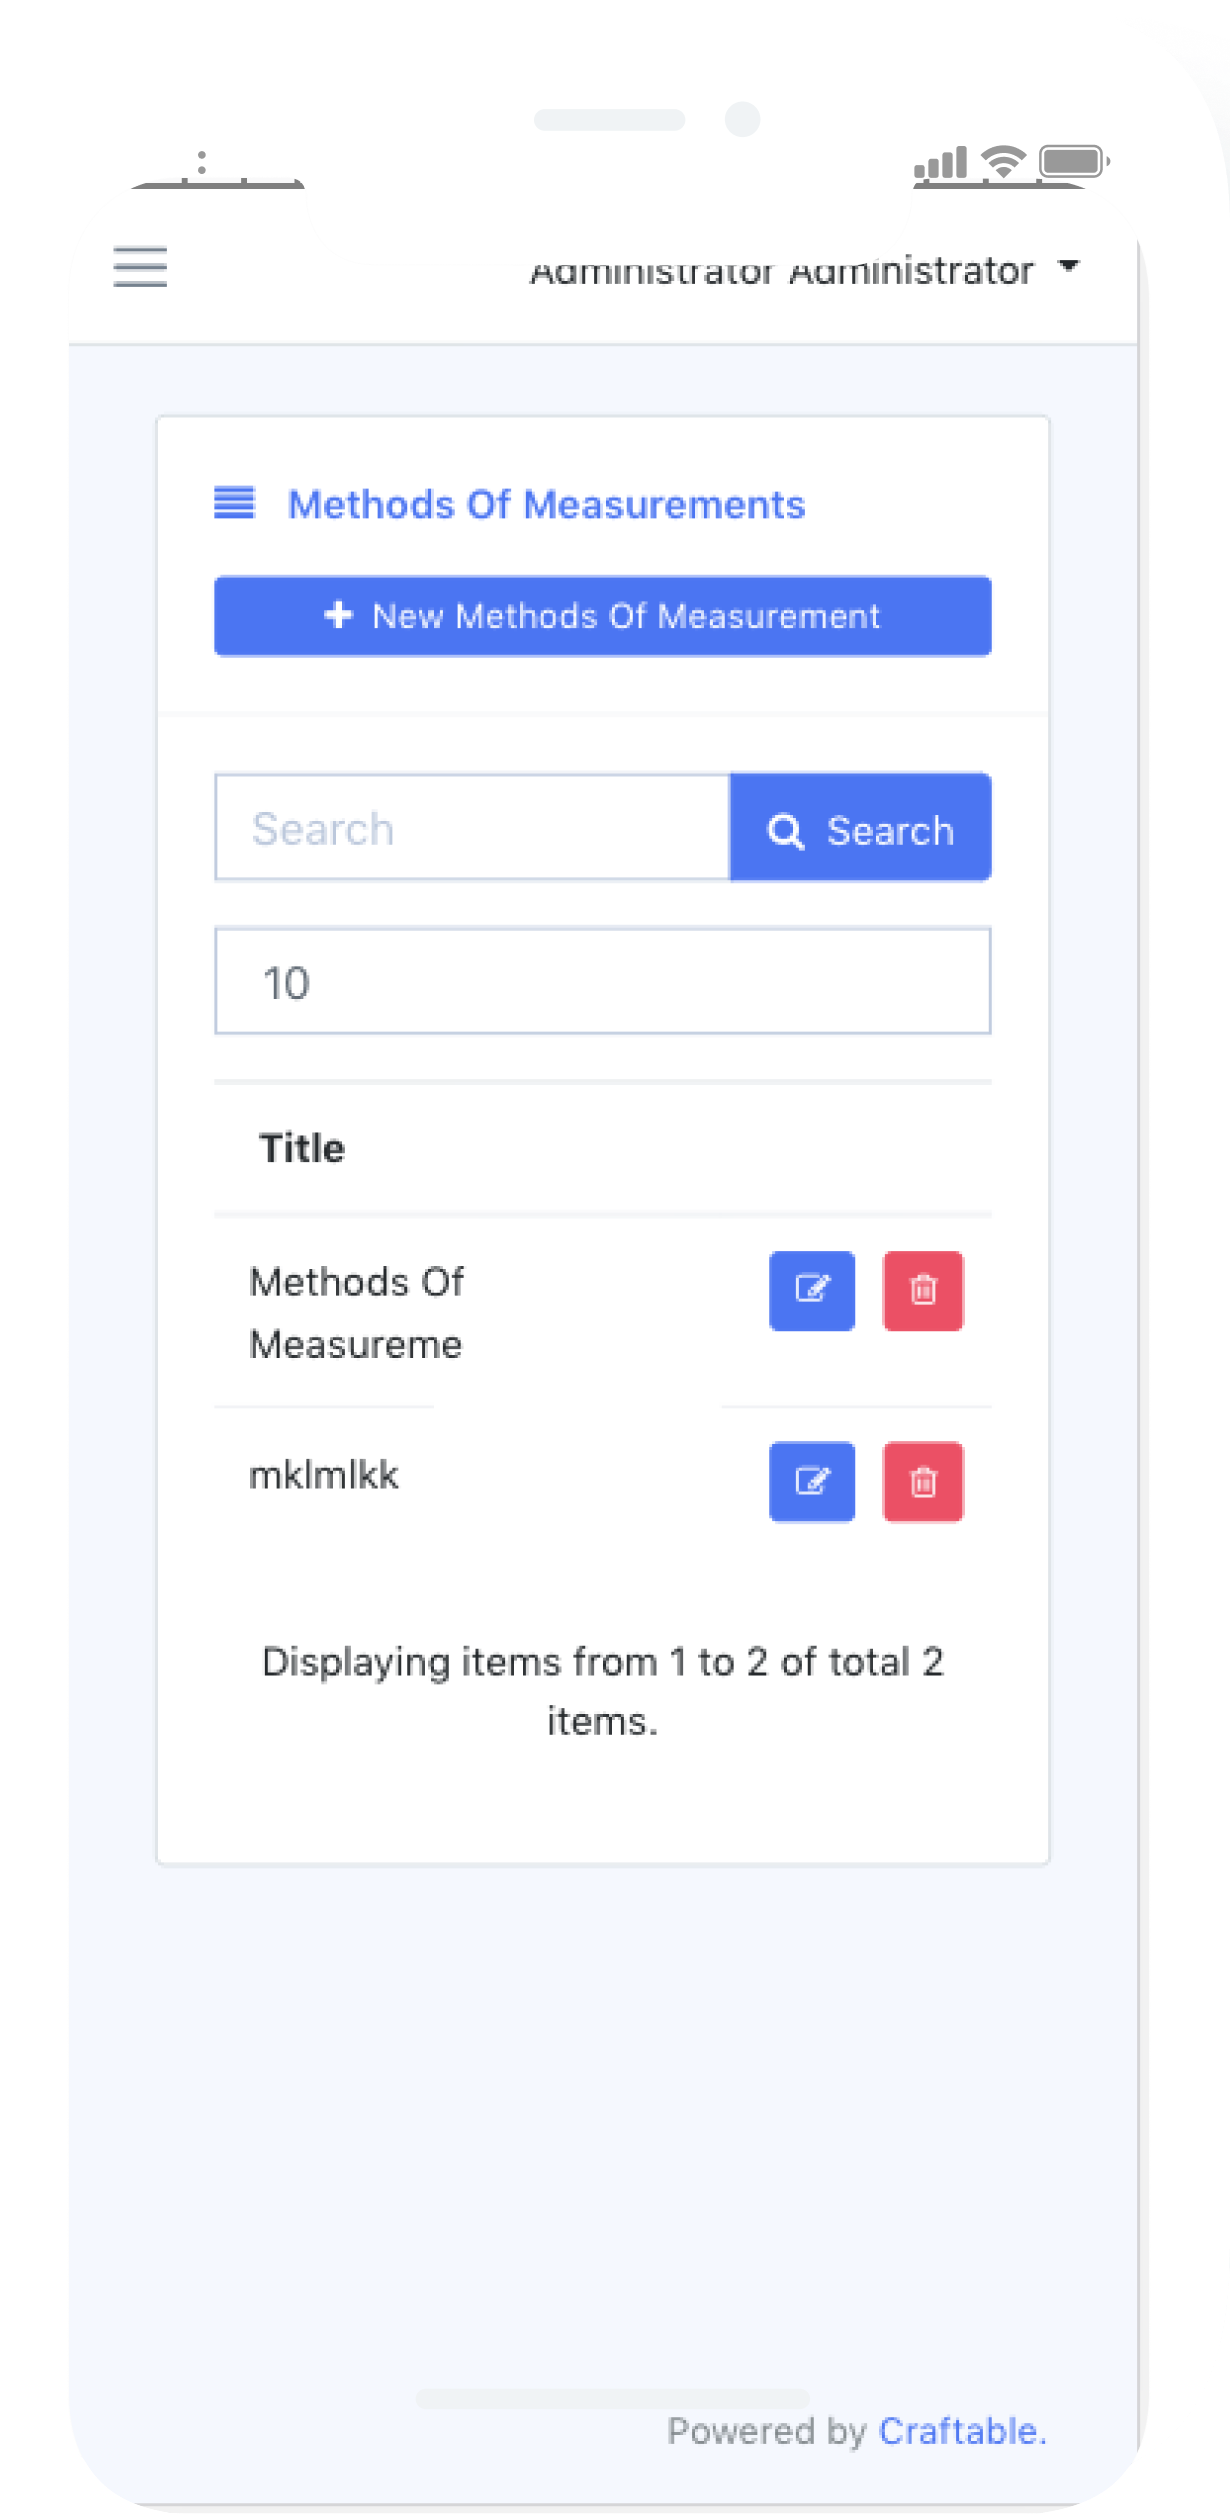 Administrator Administrator
Methods Of Measurements
New Methods Of Measurement
Search
Search
10
Title
Methods Of
Measureme
mklmlkk
Displaying items from 1 to 2 of total 2
items.
Powered by Craftable.